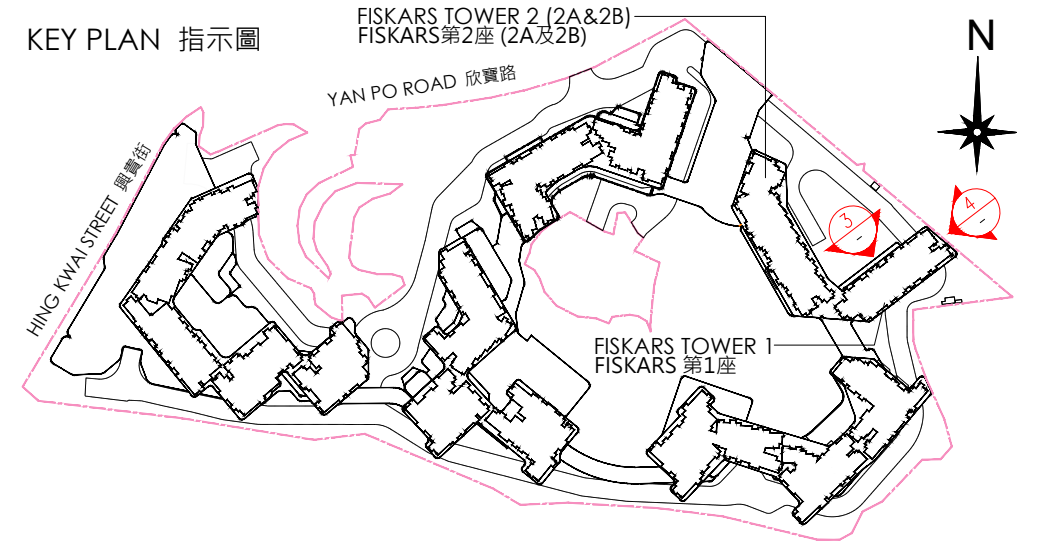 FISKARS TOWER 2 (2A&2B)
FISKARS第2座 (2A及2B)
KEY PLAN 指示圖
N
YAN PO ROAD 欣寶路
HING KWAI STREET 興貴街
4
-
3
-
FISKARS TOWER 1
FISKARS 第1座